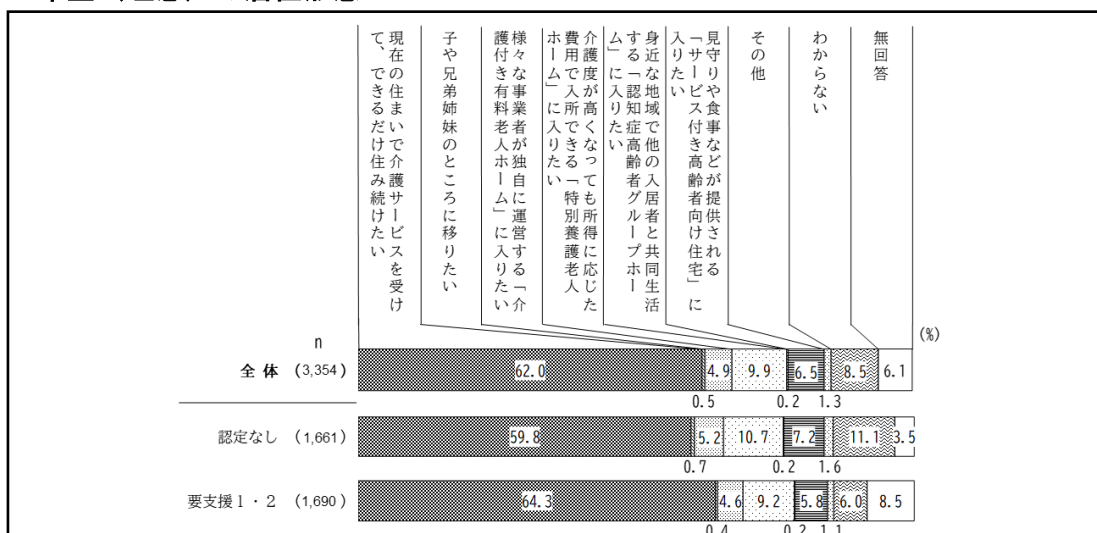 現在の住まいで介護サービスを受け
て、できるだけ住み続けたい
子や兄弟姉妹のところに移りたい
様々な事業者が独自に運営する「介
護付き有料老人ホーム」に入りたい
介護度が高くなっても所得に応じた
費用で入所できる「特別養護老人
ホーム」に入りたい
身近な地域で他の入居者と共同生活
する「認知症高齢者グループホー
ム」に入りたい
見守りや食事などが提供される
「サービス付き高齢者向け住宅」に
入りたい
その他
わからない
無回答
(%)
n
全体 (3,354)
62.0 4.9 9.9 6.5 8.5 6.1
0.5 0.2 1.3
認定なし (1,661)
59.8 5.2 10.7 7.2 11.1 3.5
0.7 0.2 1.6
要支援1・2 (1,690)
64.3 4.6 9.2 5.8 6.0 8.5
0.4 0.2 1.1